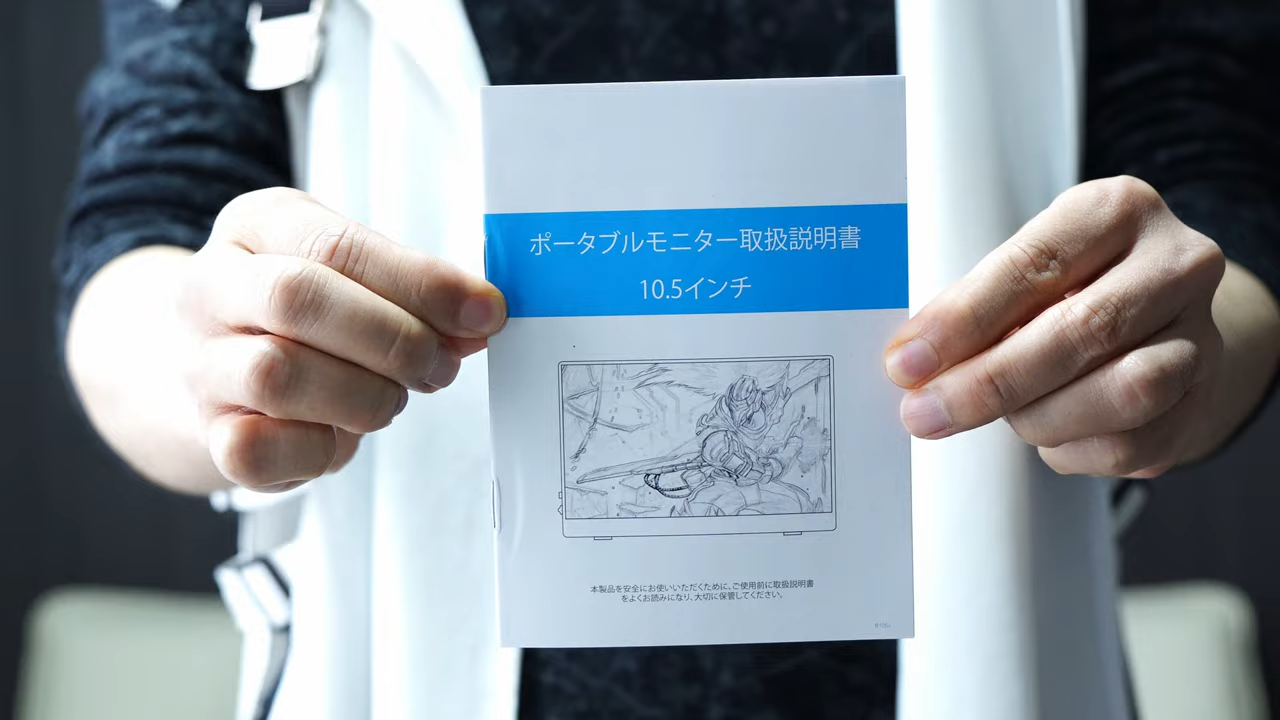 ポータブルモニター取扱説明書
10.5インチ
本製品を安全にお使いいただくために、ご使用前に取扱説明書
をよくお読みになり、大切に保管してください。